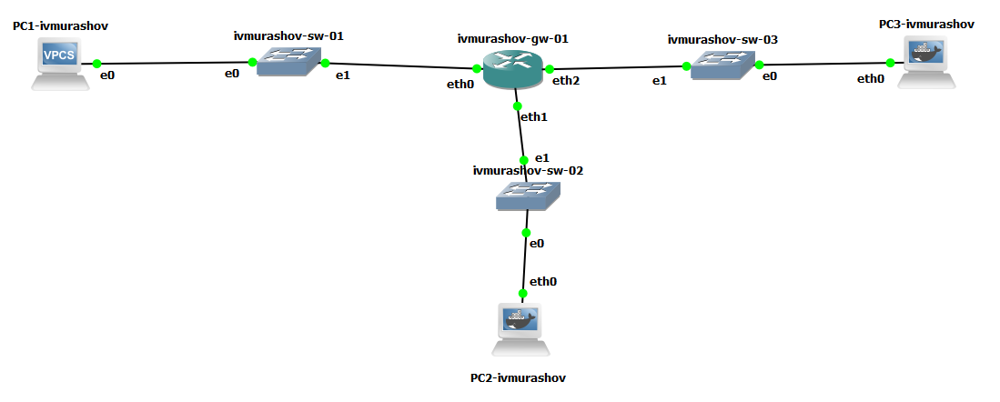 PC1-ivmurashov
VPCS
e0
ivmurashov-sw-01
e0
e1
ivmurashov-gw-01
eth0
eth2
eth1
ivmurashov-sw-03
e1
e0
PC3-ivmurashov
eth0
e1
ivmurashov-sw-02
e0
eth0
PC2-ivmurashov